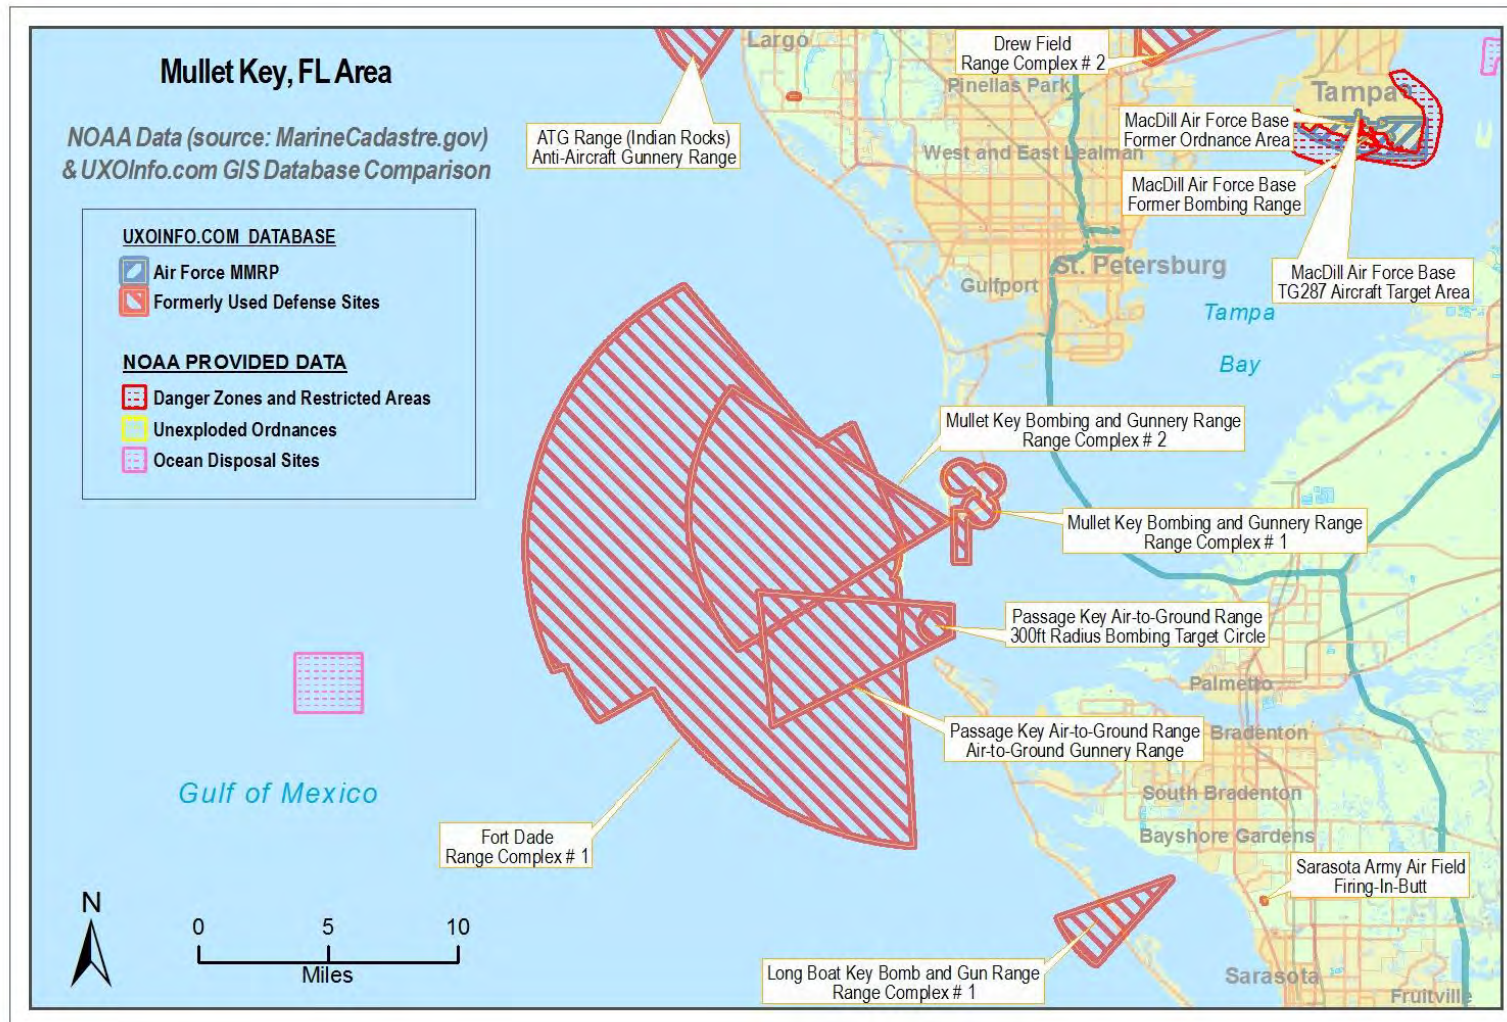 Mullet Key, FL Area
NOAA Data (source: MarineCadastre.gov)
& UXOInfo.com GIS Database Comparison
UXOINFO.COM DATABASE
Air Force MMRP
Formerly Used Defense Sites
NOAA PROVIDED DATA
Danger Zones and Restricted Areas
Unexploded Ordnances
Ocean Disposal Sites
Largo
Drew Field
Range Complex # 2
Pinellas Park
ATG Range (Indian Rocks)
Anti-Aircraft Gunnery Range
West and East Lealman
Tampa
MacDill Air Force Base
Former Ordnance Area
MacDill Air Force Base
Former Bombing Range
MacDill Air Force Base
TG287 Aircraft Target Area
St. Petersburg
Gulfport
Tampa
Bay
Mullet Key Bombing and Gunnery Range
Range Complex # 2
Mullet Key Bombing and Gunnery Range
Range Complex # 1
Passage Key Air-to-Ground Range
300ft Radius Bombing Target Circle
Palmetto
Passage Key Air-to-Ground Range
Air-to-Ground Gunnery Range
Bradenton
South Bradenton
Bayshore Gardens
Gulf of Mexico
Fort Dade
Range Complex # 1
Sarasota Army Air Field
Firing-In-Butt
Long Boat Key Bomb and Gun Range
Range Complex # 1
Sarasota
Fruitville
N
0 5 10
Miles